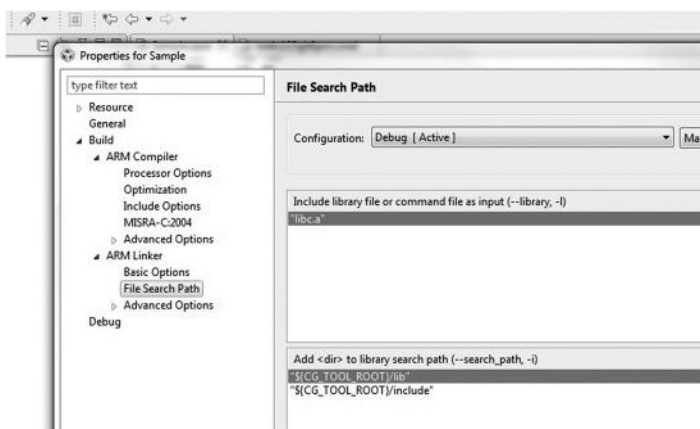 Properties for Sample
type filter text
Resource
General
Build
ARM Compiler
Processor Options
Optimization
Include Options
MISRA-C:2004
Advanced Options
ARM Linker
Basic Options
File Search Path
Advanced Options
Debug
File Search Path
Configuration: Debug [ Active ]
Ma
Include library file or command file as input (--library, -l)
"libc.a"
Add <dir> to library search path (--search_path, -i)
"${CG_TOOL_ROOT}/lib"
"${CG_TOOL_ROOT}/include"